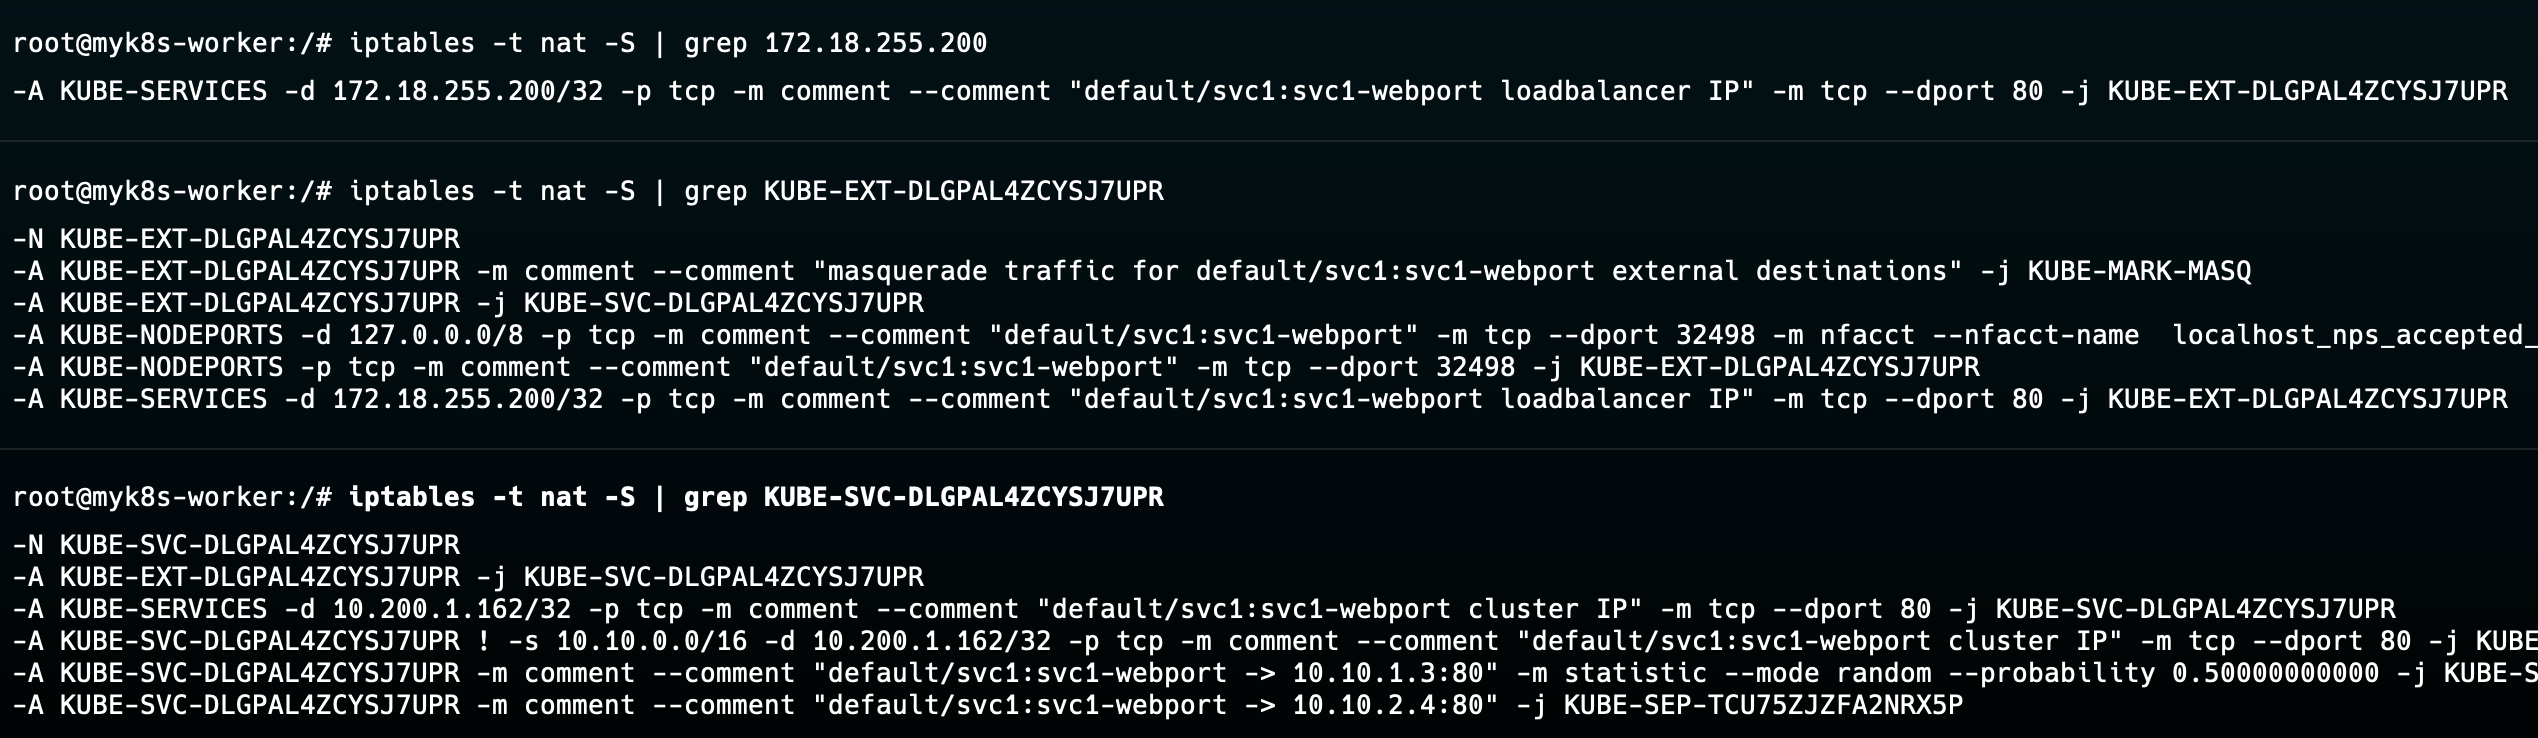 root@myk8s-worker:/# iptables -t nat -S | grep 172.18.255.200
-A KUBE-SERVICES -d 172.18.255.200/32 -p tcp -m comment --comment "default/svc1:svc1-webport loadbalancer IP" -m tcp --dport 80 -j KUBE-EXT-DLGPAL4ZCYSJ7UPR
root@myk8s-worker:/# iptables -t nat -S | grep KUBE-EXT-DLGPAL4ZCYSJ7UPR
-N KUBE-EXT-DLGPAL4ZCYSJ7UPR
-A KUBE-EXT-DLGPAL4ZCYSJ7UPR -m comment --comment "masquerade traffic for default/svc1:svc1-webport external destinations" -j KUBE-MARK-MASQ
-A KUBE-EXT-DLGPAL4ZCYSJ7UPR -j KUBE-SVC-DLGPAL4ZCYSJ7UPR
-A KUBE-NODEPORTS -d 127.0.0.0/8 -p tcp -m comment --comment "default/svc1:svc1-webport" -m tcp --dport 32498 -m nfacct --nfacct-name  localhost_nps_accepted_
-A KUBE-NODEPORTS -p tcp -m comment --comment "default/svc1:svc1-webport" -m tcp --dport 32498 -j KUBE-EXT-DLGPAL4ZCYSJ7UPR
-A KUBE-SERVICES -d 172.18.255.200/32 -p tcp -m comment --comment "default/svc1:svc1-webport loadbalancer IP" -m tcp --dport 80 -j KUBE-EXT-DLGPAL4ZCYSJ7UPR
root@myk8s-worker:/# iptables -t nat -S | grep KUBE-SVC-DLGPAL4ZCYSJ7UPR
-N KUBE-SVC-DLGPAL4ZCYSJ7UPR
-A KUBE-EXT-DLGPAL4ZCYSJ7UPR -j KUBE-SVC-DLGPAL4ZCYSJ7UPR
-A KUBE-SERVICES -d 10.200.1.162/32 -p tcp -m comment --comment "default/svc1:svc1-webport cluster IP" -m tcp --dport 80 -j KUBE-SVC-DLGPAL4ZCYSJ7UPR
-A KUBE-SVC-DLGPAL4ZCYSJ7UPR ! -s 10.10.0.0/16 -d 10.200.1.162/32 -p tcp -m comment --comment "default/svc1:svc1-webport cluster IP" -m tcp --dport 80 -j KUBE
-A KUBE-SVC-DLGPAL4ZCYSJ7UPR -m comment --comment "default/svc1:svc1-webport -> 10.10.1.3:80" -m statistic --mode random --probability 0.50000000000 -j KUBE-S
-A KUBE-SVC-DLGPAL4ZCYSJ7UPR -m comment --comment "default/svc1:svc1-webport -> 10.10.2.4:80" -j KUBE-SEP-TCU75ZJZFA2NRX5P